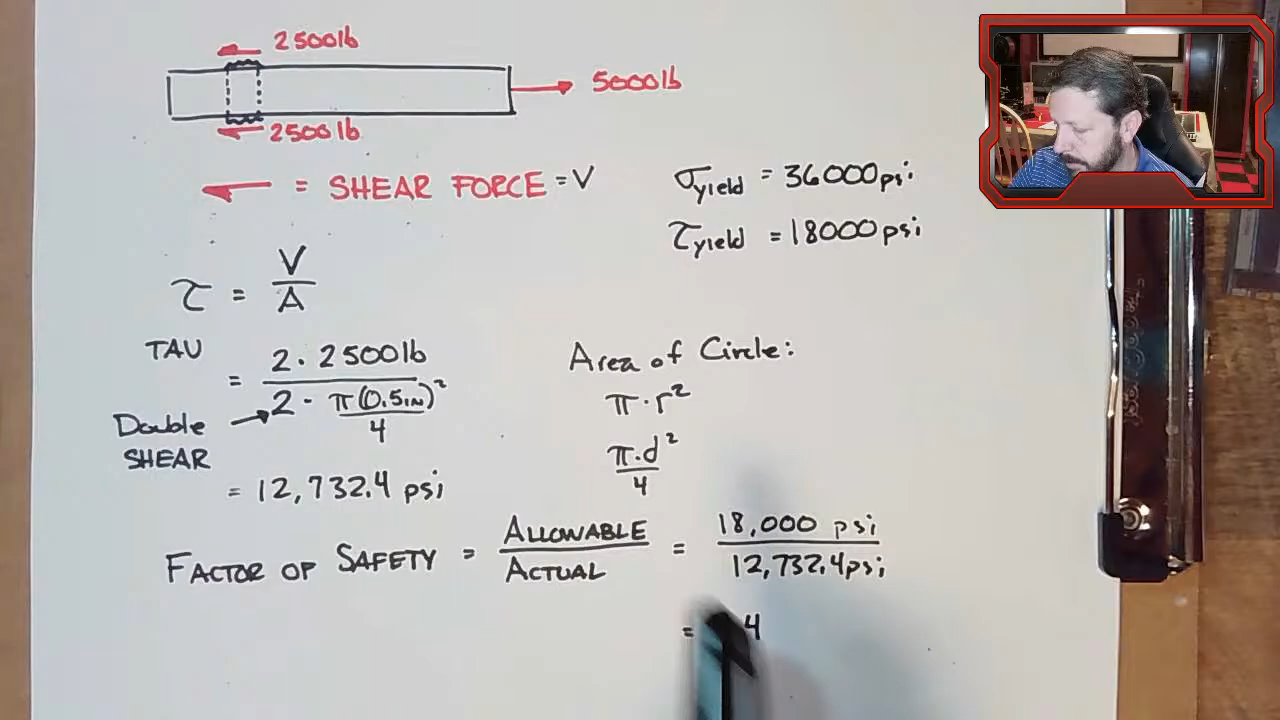 2500lb
5000lb
2500lb
= SHEAR FORCE = V
σyield = 36000psi
τyield = 18000psi
τ = V/A
TAU
= 2 · 2500lb / 2 · π(0.5IN)²/4
Double
SHEAR
= 12,732.4 psi
Area of Circle:
π · r²
π · d²/4
FACTOR OF SAFETY = ALLOWABLE/ACTUAL = 18,000 psi/12,732.4psi
= 4